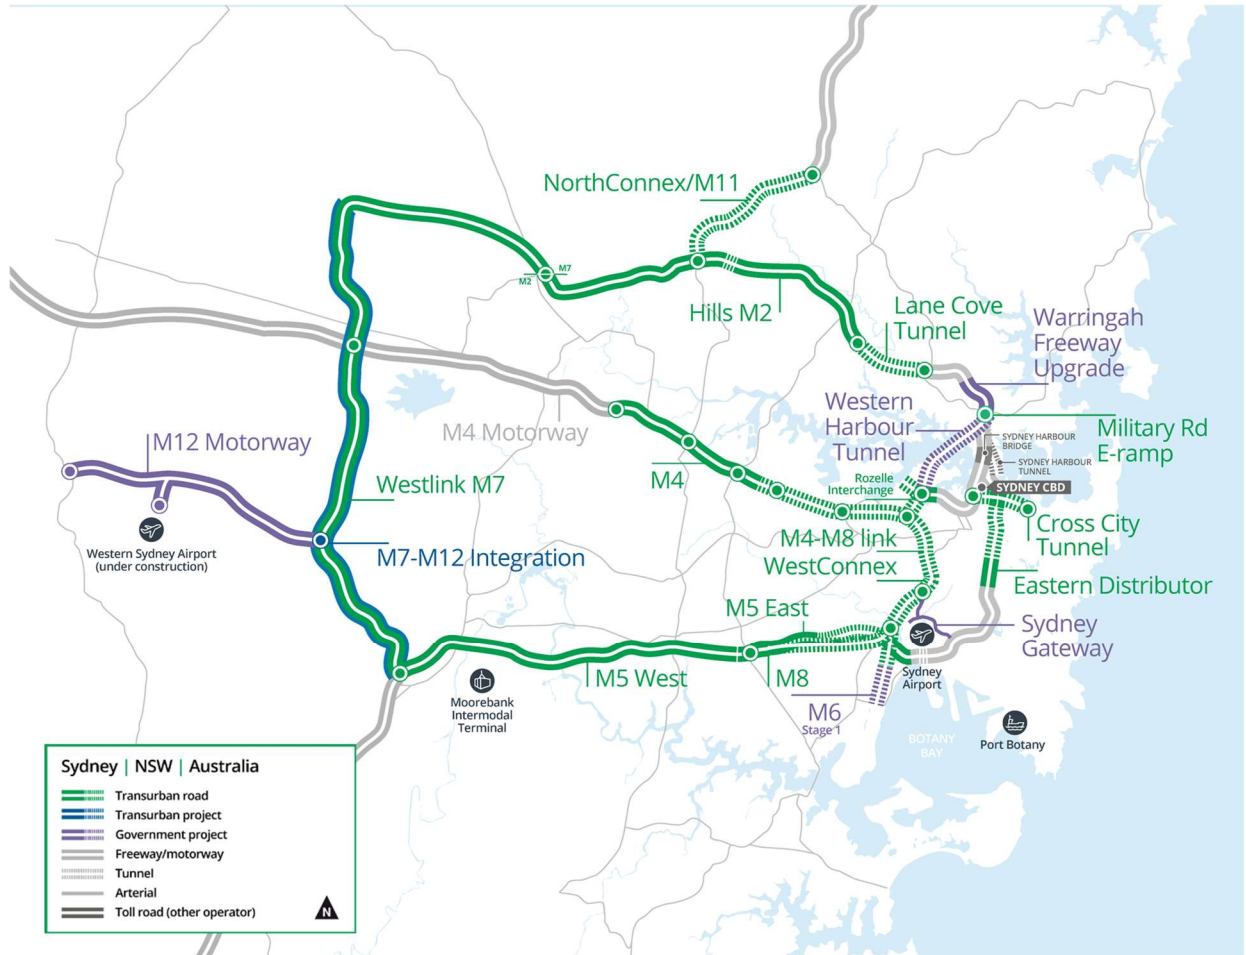 NorthConnex/M11
M7
M2
Hills M2
Lane Cove
Tunnel
Warringah
Freeway
Upgrade
Western
Harbour
Tunnel
Military Rd
E-ramp
SYDNEY HARBOUR
BRIDGE
SYDNEY HARBOUR
TUNNEL
SYDNEY CBD
M4 Motorway
M12 Motorway
M4
Rozelle
Interchange
Westlink M7
Cross City
Tunnel
M4-M8 link
WestConnex
Western Sydney Airport
(under construction)
M7-M12 Integration
Eastern Distributor
M5 East
Sydney
Gateway
M5 West
M8
Sydney
Airport
Moorebank
Intermodal
Terminal
M6
Stage 1
BOTANY
BAY
Port Botany
Sydney | NSW | Australia
Transurban road
Transurban project
Government project
Freeway/motorway
Tunnel
Arterial
Toll road (other operator)
N